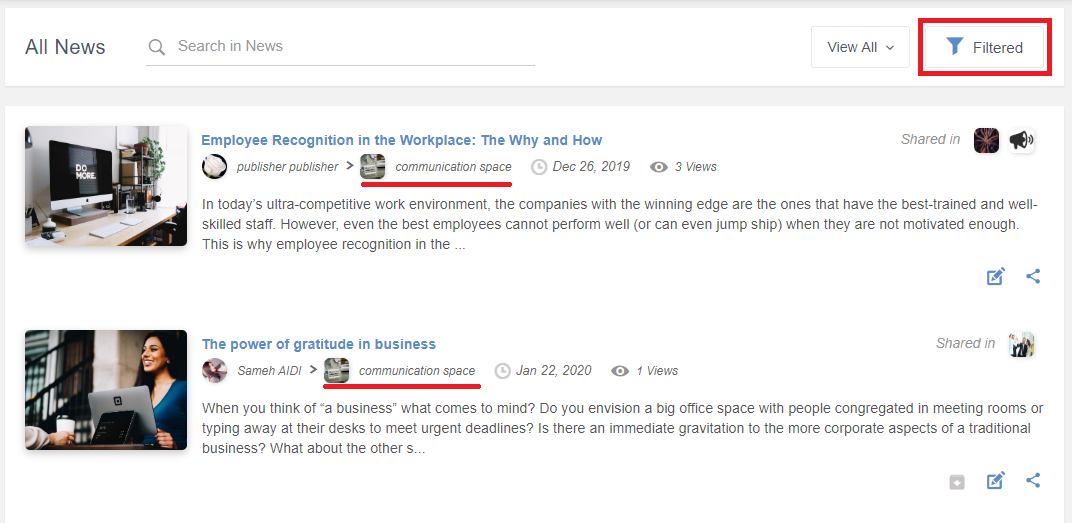 All News
Search in News
View All
Filtered
DO
MORE.
Employee Recognition in the Workplace: The Why and How
Shared in
publisher publisher > communication space Dec 26, 2019 3 Views
In today’s ultra-competitive work environment, the companies with the winning edge are the ones that have the best-trained and well-
skilled staff. However, even the best employees cannot perform well (or can even jump ship) when they are not motivated enough.
This is why employee recognition in the ...
The power of gratitude in business
Shared in
Sameh AIDI > communication space Jan 22, 2020 1 Views
When you think of “a business” what comes to mind? Do you envision a big office space with people congregated in meeting rooms or
typing away at their desks to meet urgent deadlines? Is there an immediate gravitation to the more corporate aspects of a traditional
business? What about the other s...